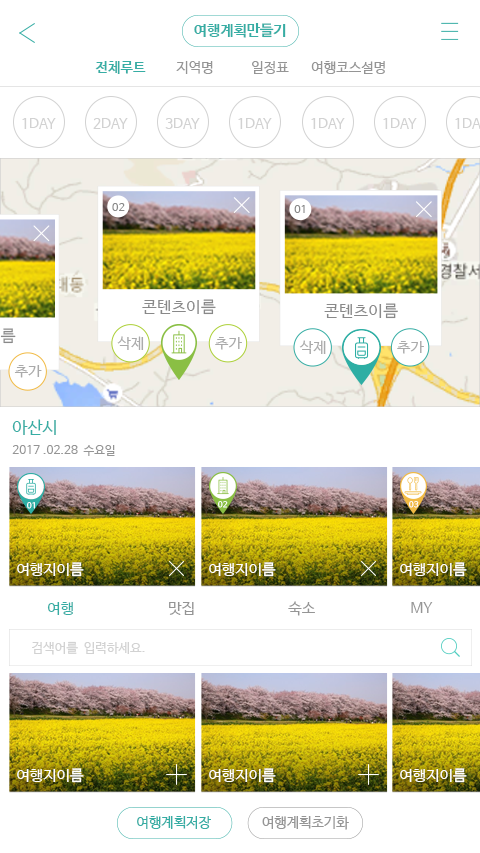 여행계획만들기
전체루트 지역명 일정표 여행코스설명
1DAY 2DAY 3DAY 1DAY 1DAY 1DAY 1DA
02 01
경찰서
콘텐츠이름 콘텐츠이름
름
삭제 추가 삭제 추가
추가
아산시
2017 .02.28 수요일
01 02 03
여행지이름 여행지이름 여행지이름
여행 맛집 숙소 MY
검색어를 입력하세요.
여행지이름 여행지이름 여행지이름
여행계획저장 여행계획초기화